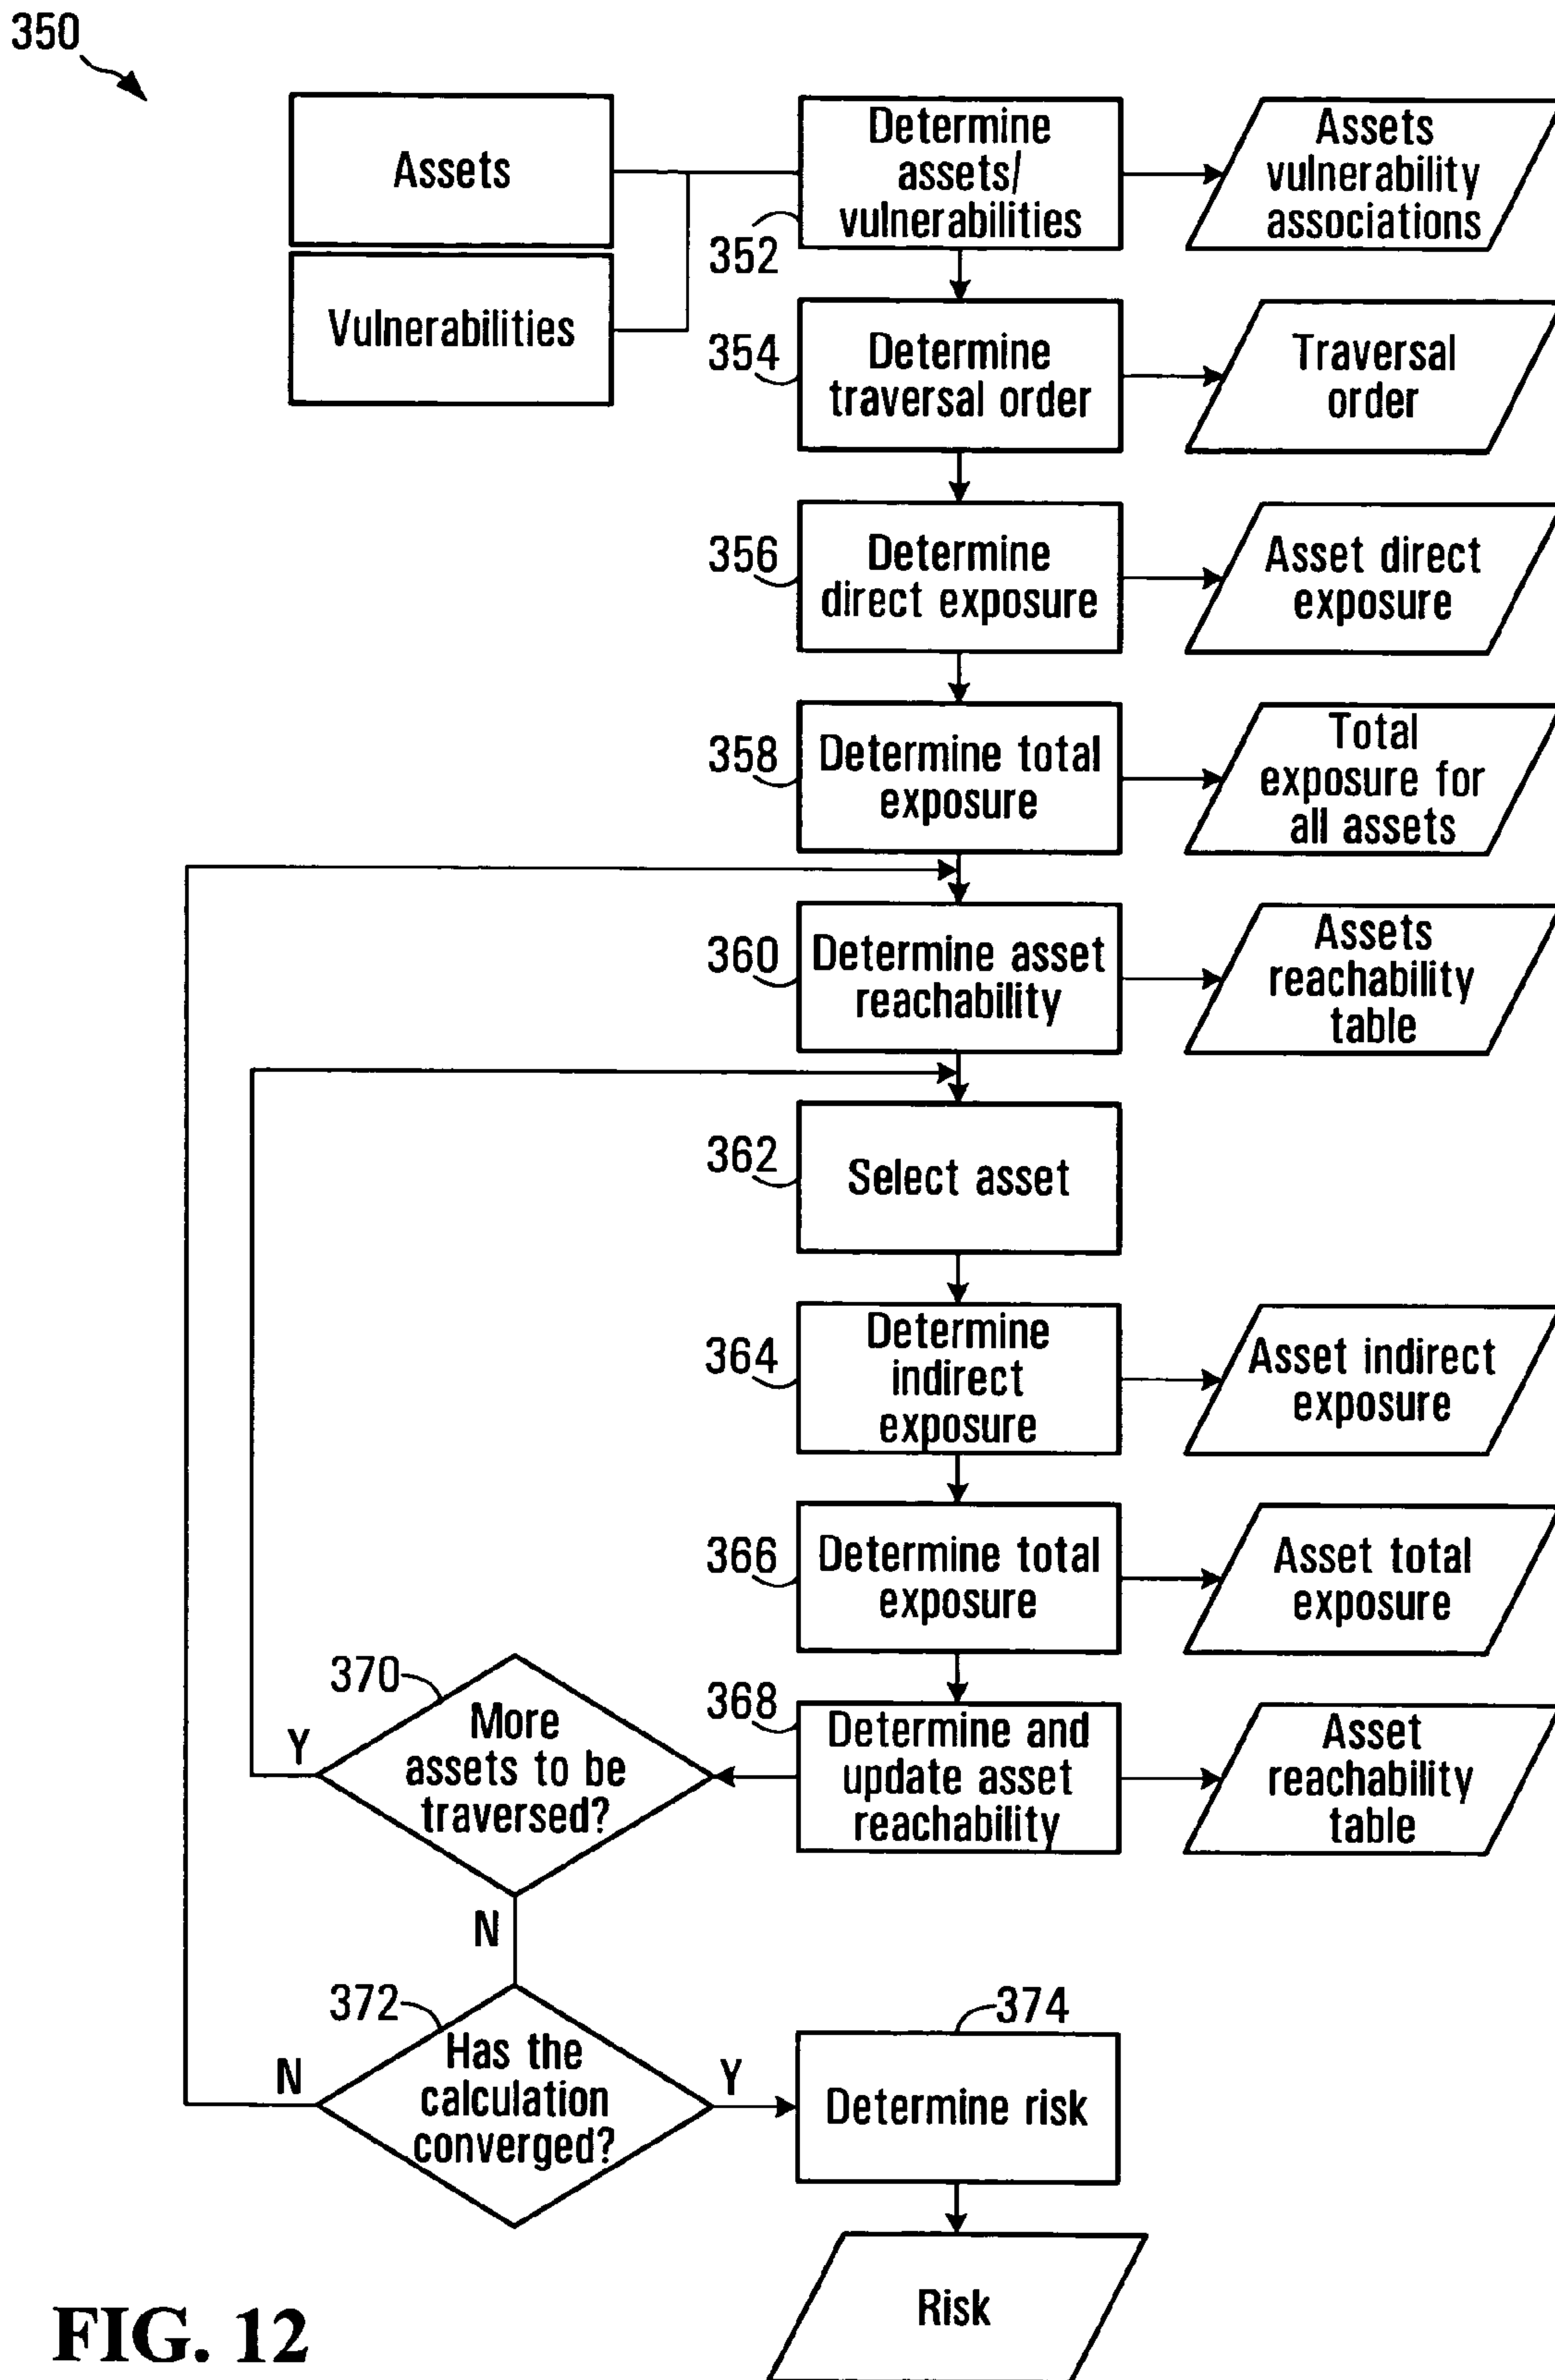 350
Assets
Vulnerabilities
Determine
assets/
vulnerabilities
352
Assets
vulnerability
associations
354
Determine
traversal order
Traversal
order
356
Determine
direct exposure
Asset direct
exposure
358
Determine total
exposure
Total
exposure for
all assets
360
Determine asset
reachability
Assets
reachability
table
362
Select asset
364
Determine
indirect
exposure
Asset indirect
exposure
366
Determine total
exposure
Asset total
exposure
368
Determine and
update asset
reachability
Asset
reachability
table
370
More
assets to be
traversed?
Y
N
372
Has the
calculation
converged?
N
Y
374
Determine risk
Risk
FIG. 12